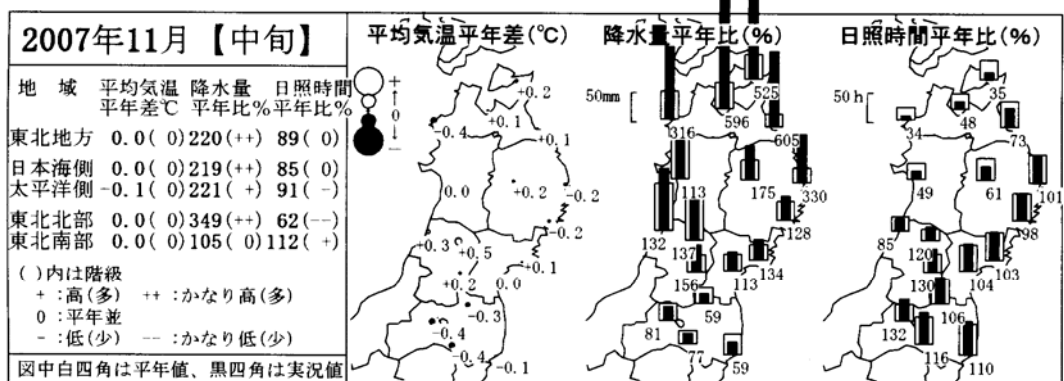 2007年11月【中旬】
地 域 平均気温 降水量 日照時間
平年差℃ 平年比% 平年比%
東北地方 0.0( 0) 220(++) 89( 0)
日本海側 0.0( 0) 219(++) 85( 0)
太平洋側 -0.1( 0) 221( +) 91( -)
東北北部 0.0( 0) 349(++) 62(--)
東北南部 0.0( 0) 105( 0) 112( +)
( )内は階級
+ :高(多) ++ :かなり高(多)
0 :平年並
- :低(少) -- :かなり低(少)
図中白四角は平年値、黒四角は実況値
平均気温平年差(℃)
+
↑
0
↓
-
+0.2
-0.4 +0.1
+0.1
0.0 +0.2 -0.2
-0.2
+0.3 +0.5
+0.1
+0.2 0.0
-0.3
-0.4
-0.4 -0.1
降水量平年比(%)
50mm
525
596
316 605
113 175 330
128
132 137
134
156 113
59
81
77 59
日照時間平年比(%)
50h
35
34 48
73
49 61 101
98
85 120
103
130 104
106
132
116 110